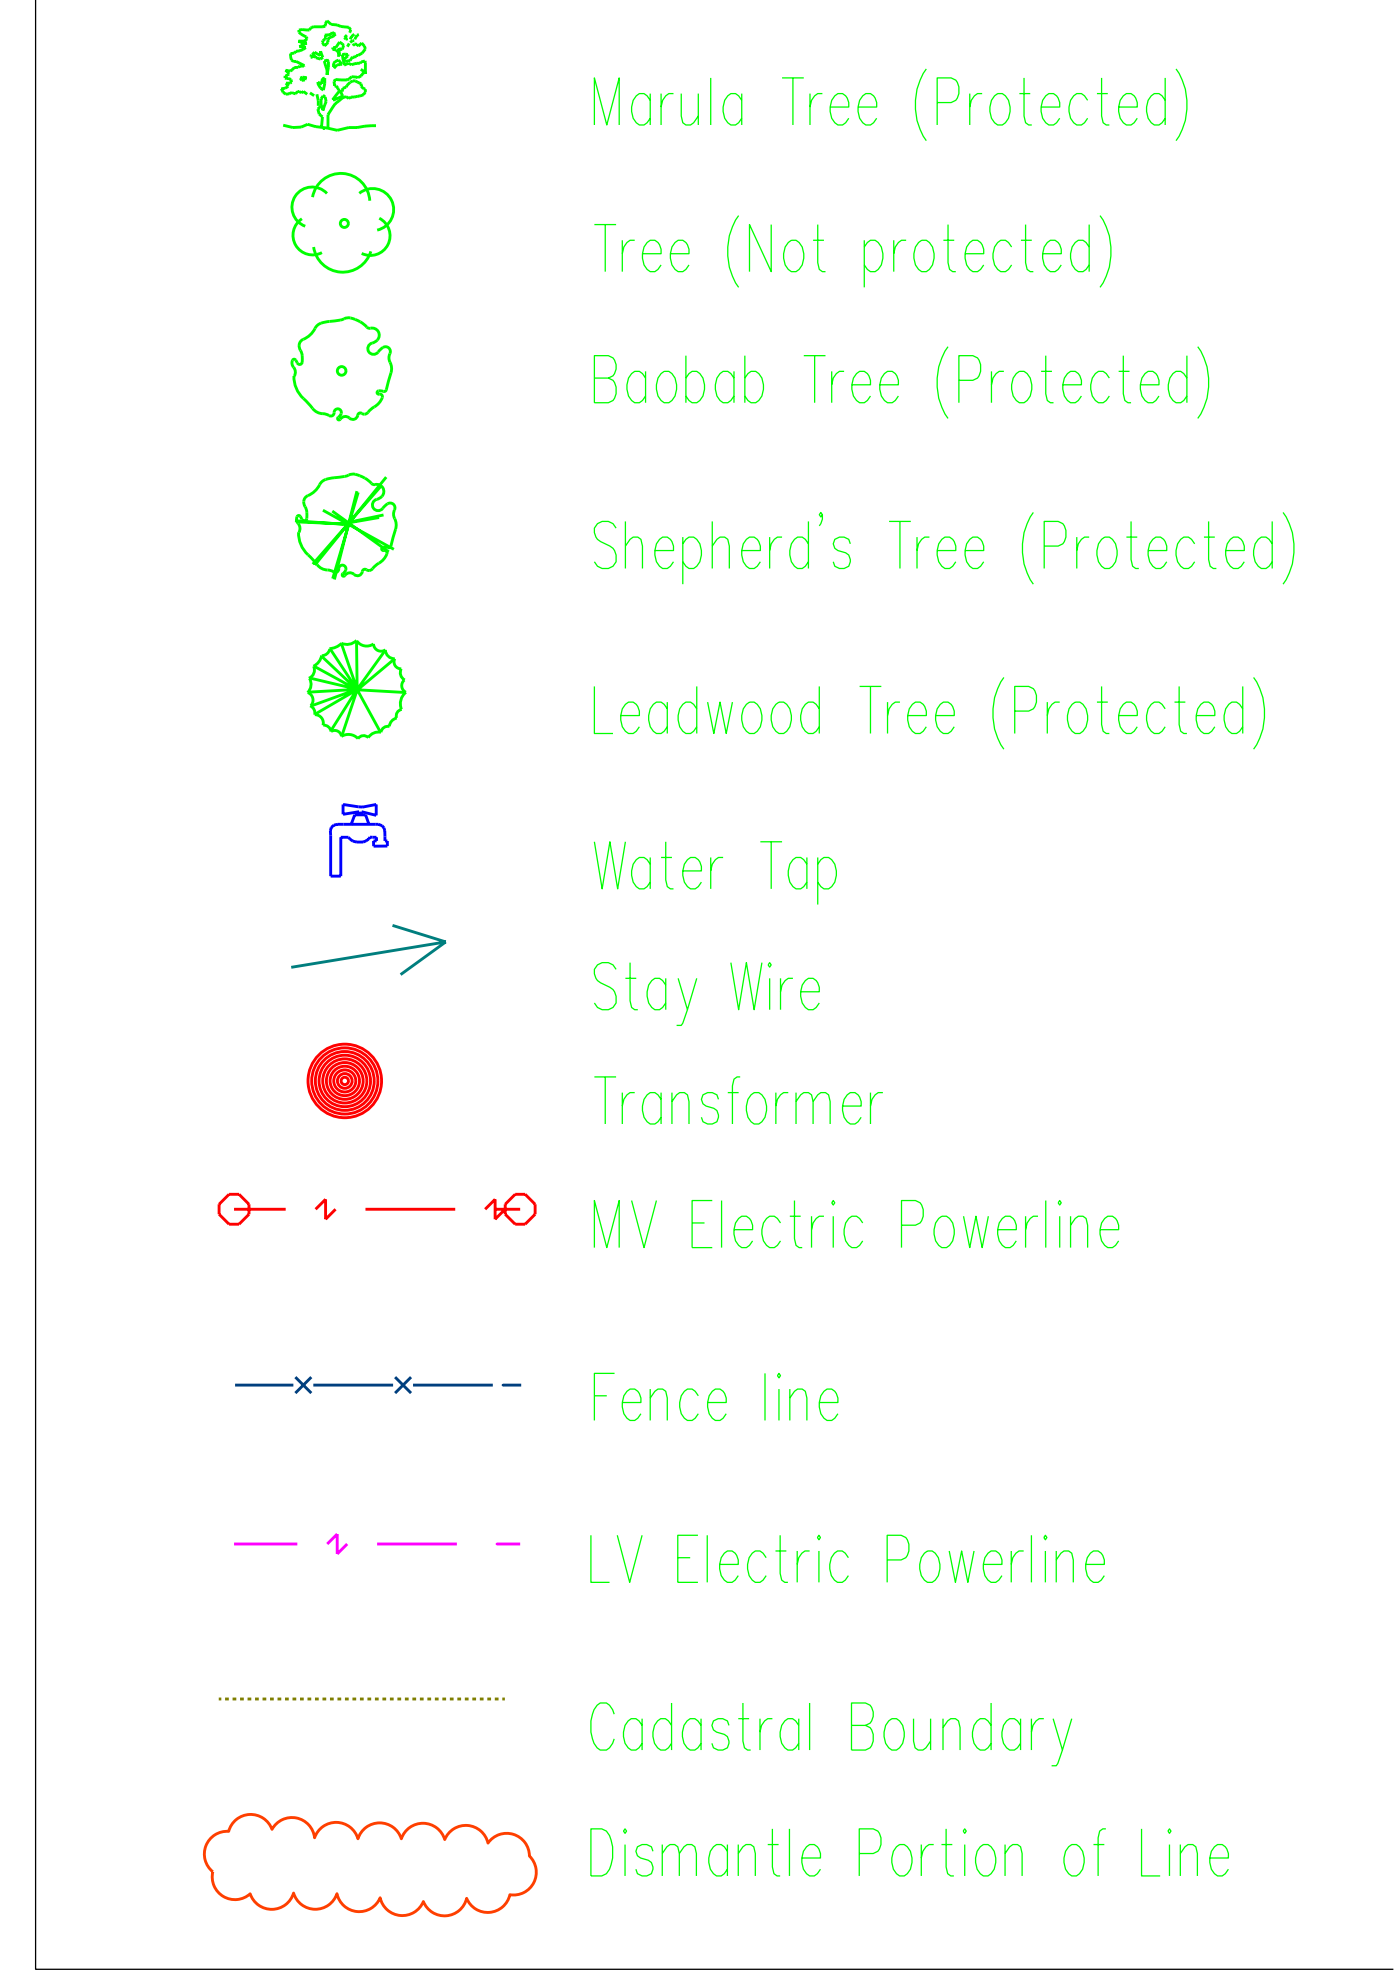 Marula Tree (Protected)
Tree (Not protected)
Baobab Tree (Protected)
Shepherd's Tree (Protected)
Leadwood Tree (Protected)
Water Tap
Stay Wire
Transformer
MV Electric Powerline
Fence line
LV Electric Powerline
Cadastral Boundary
Dismantle Portion of Line